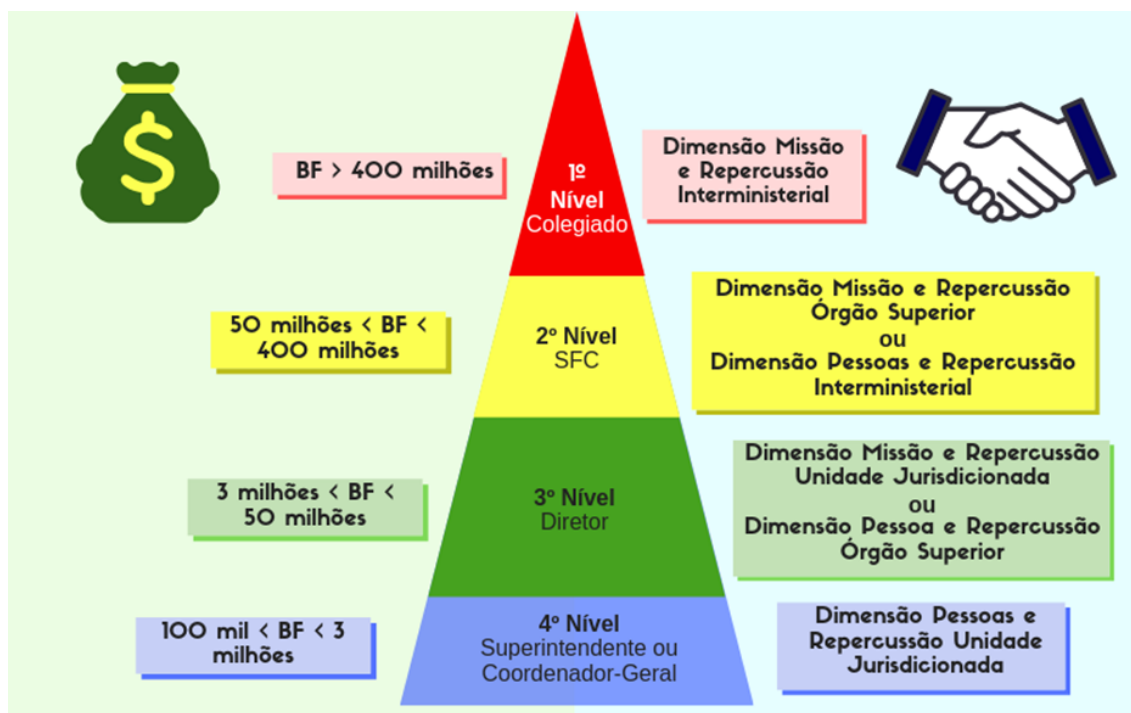 $
BF > 400 milhões
1º
Nível
Colegiado
Dimensão Missão
e Repercussão
Interministerial
50 milhões < BF <
400 milhões
2º Nível
SFC
Dimensão Missão e Repercussão
Órgão Superior
ou
Dimensão Pessoas e Repercussão
Interministerial
3 milhões < BF <
50 milhões
3º Nível
Diretor
Dimensão Missão e Repercussão
Unidade Jurisdicionada
ou
Dimensão Pessoa e Repercussão
Órgão Superior
100 mil < BF < 3
milhões
4º Nível
Superintendente ou
Coordenador-Geral
Dimensão Pessoas e
Repercussão Unidade
Jurisdicionada